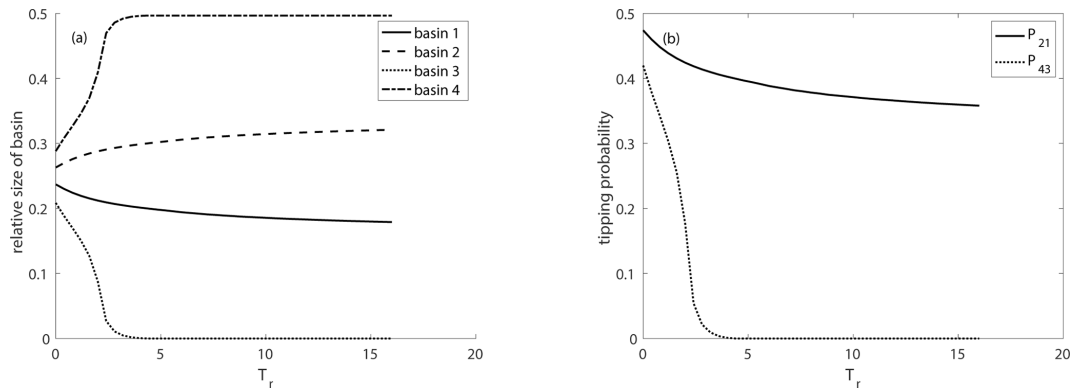 (a)
basin 1
basin 2
basin 3
basin 4
relative size of basin
0.5
0.4
0.3
0.2
0.1
0
0 5 10 15 20
T r
(b)
P 21
P 43
tipping probability
0.5
0.4
0.3
0.2
0.1
0
0 5 10 15 20
T r